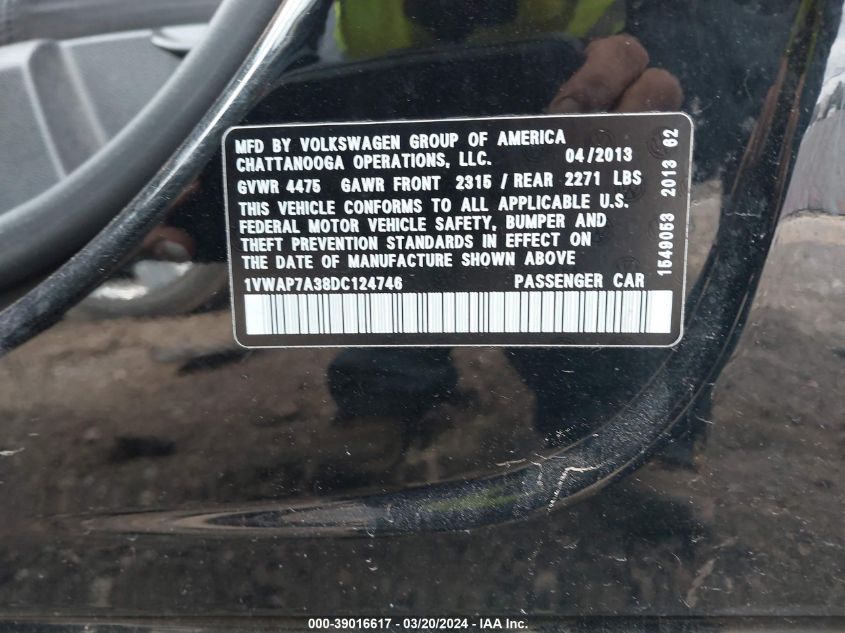 MFD BY VOLKSWAGEN GROUP OF AMERICA
CHATTANOOGA OPERATIONS, LLC. 04/2013
GVWR 4475 GAWR FRONT 2315 / REAR 2271 LBS
THIS VEHICLE CONFORMS TO ALL APPLICABLE U.S.
FEDERAL MOTOR VEHICLE SAFETY, BUMPER AND
THEFT PREVENTION STANDARDS IN EFFECT ON
THE DATE OF MANUFACTURE SHOWN ABOVE
1VWAP7A38DC124746 PASSENGER CAR
1549053 2013 62
000-39016617 - 03/20/2024 - IAA Inc.